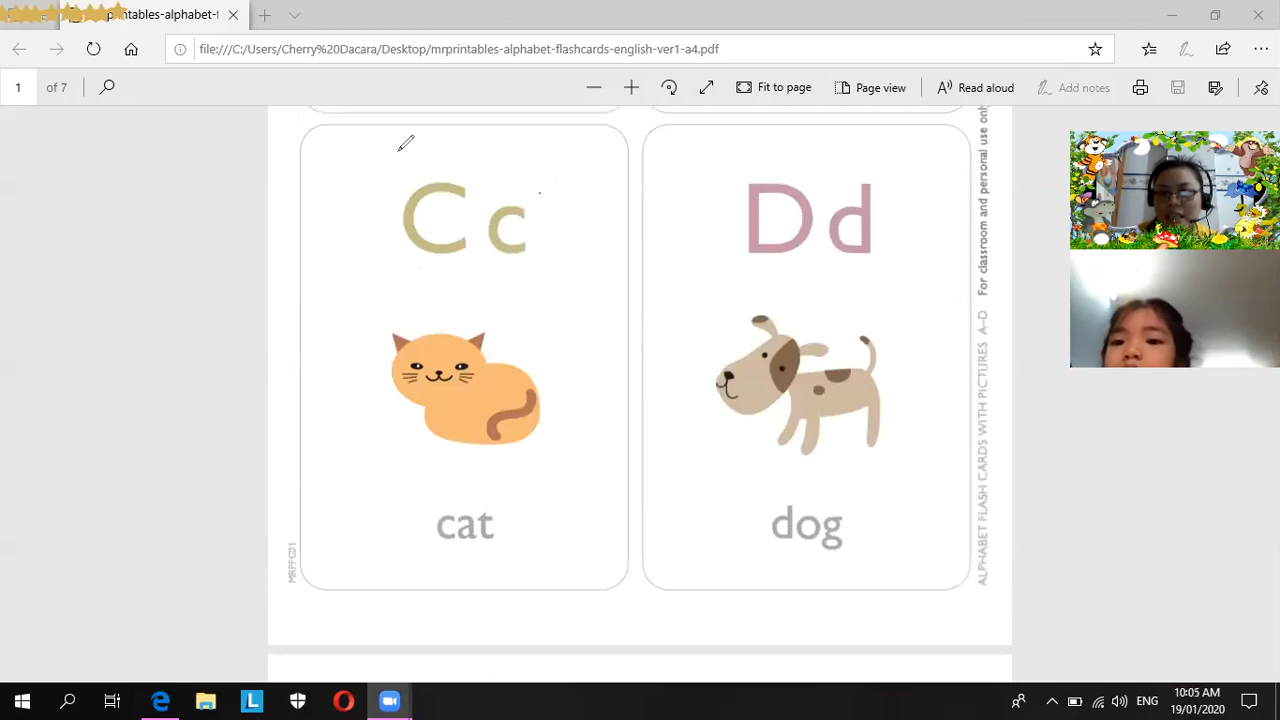 printables-alphabet-f
file:///C:/Users/Cherry%20Dacara/Desktop/mrprintables-alphabet-flashcards-english-ver1-a4.pdf
1 of 7
Fit to page
Page view
Read aloud
Add notes
C c
D d
cat
dog
MRPFC01
ALPHABET FLASH CARDS WITH PICTURES A–D For classroom and personal use only
L
ENG
10:05 AM
19/01/2020